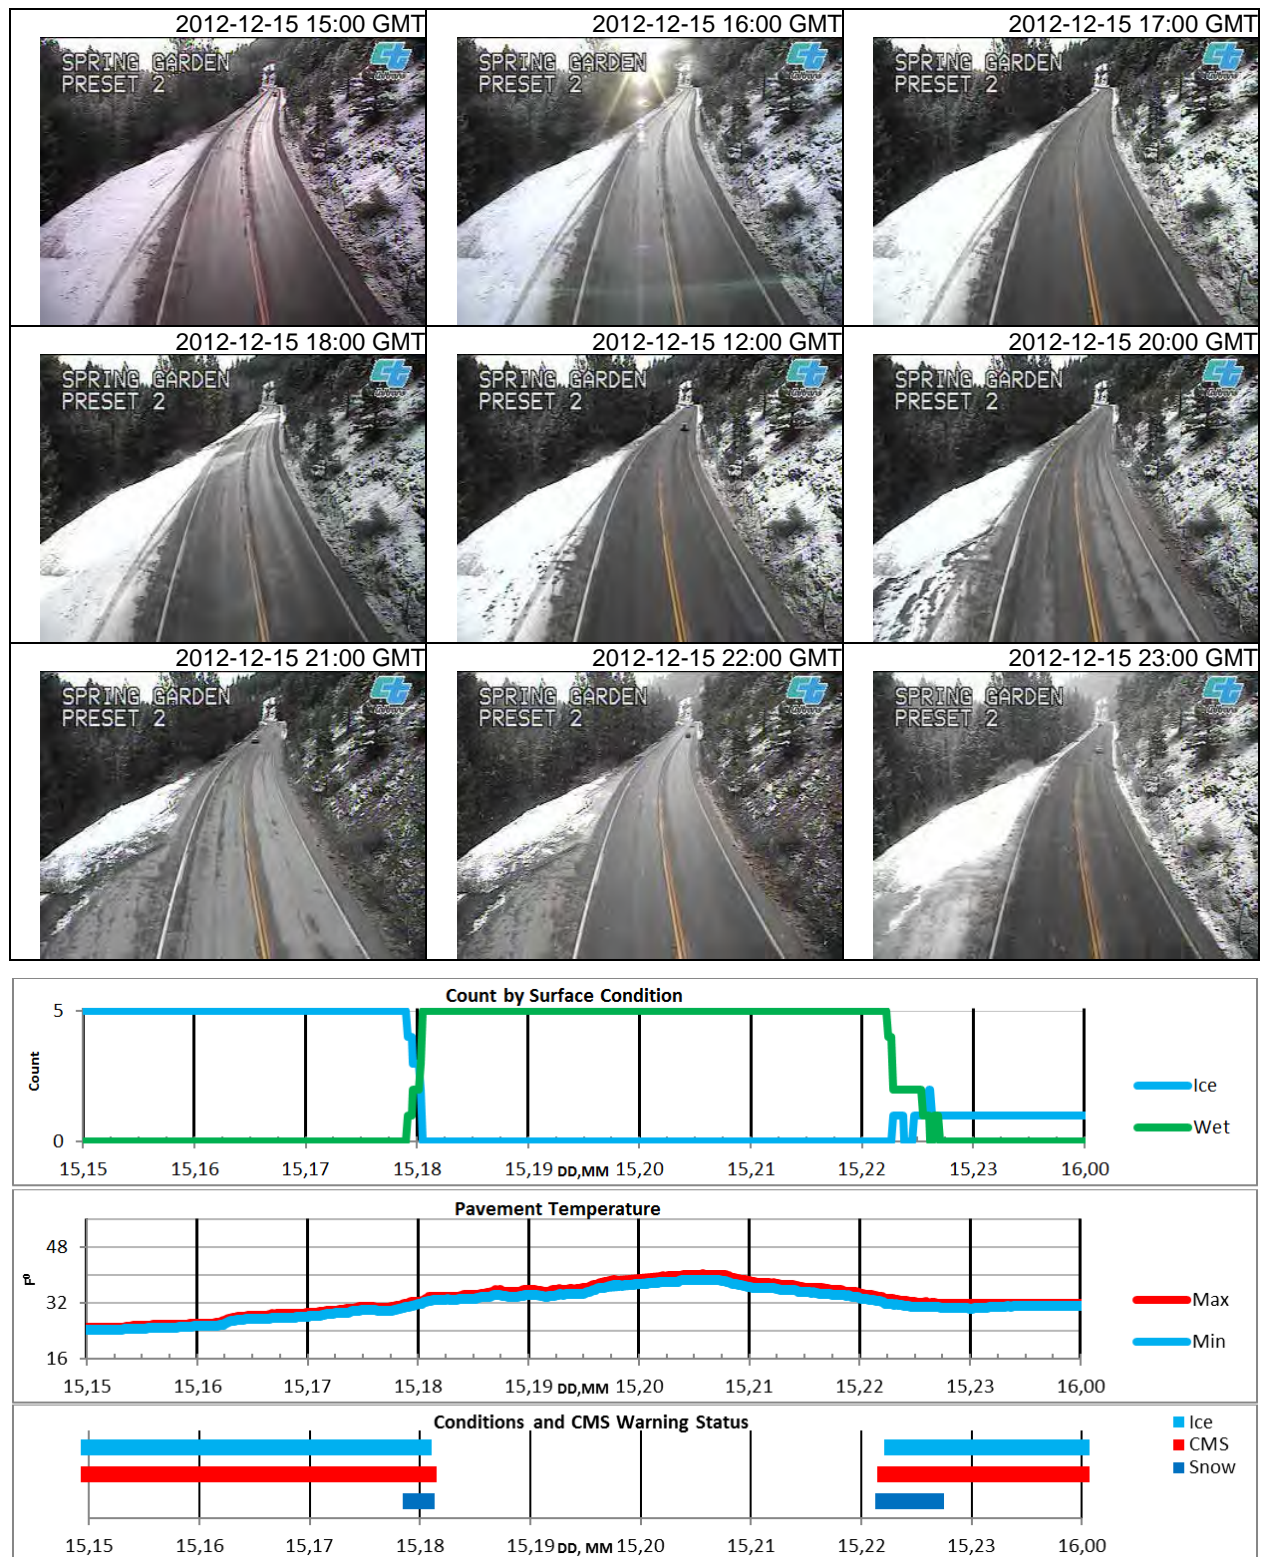 2012-12-15 15:00 GMT
2012-12-15 16:00 GMT
2012-12-15 17:00 GMT
SPRING GARDEN
PRESET 2
SPRING GARDEN
PRESET 2
SPRING GARDEN
PRESET 2
2012-12-15 18:00 GMT
2012-12-15 12:00 GMT
2012-12-15 20:00 GMT
SPRING GARDEN
PRESET 2
SPRING GARDEN
PRESET 2
SPRING GARDEN
PRESET 2
2012-12-15 21:00 GMT
2012-12-15 22:00 GMT
2012-12-15 23:00 GMT
SPRING GARDEN
PRESET 2
SPRING GARDEN
PRESET 2
SPRING GARDEN
PRESET 2
Count by Surface Condition
5
Count
0
Ice
Wet
15,15 15,16 15,17 15,18 15,19 DD,MM 15,20 15,21 15,22 15,23 16,00
Pavement Temperature
48
F⁰
32
16
Max
Min
15,15 15,16 15,17 15,18 15,19 DD,MM 15,20 15,21 15,22 15,23 16,00
Conditions and CMS Warning Status
Ice
CMS
Snow
15,15 15,16 15,17 15,18 15,19 DD, MM 15,20 15,21 15,22 15,23 16,00